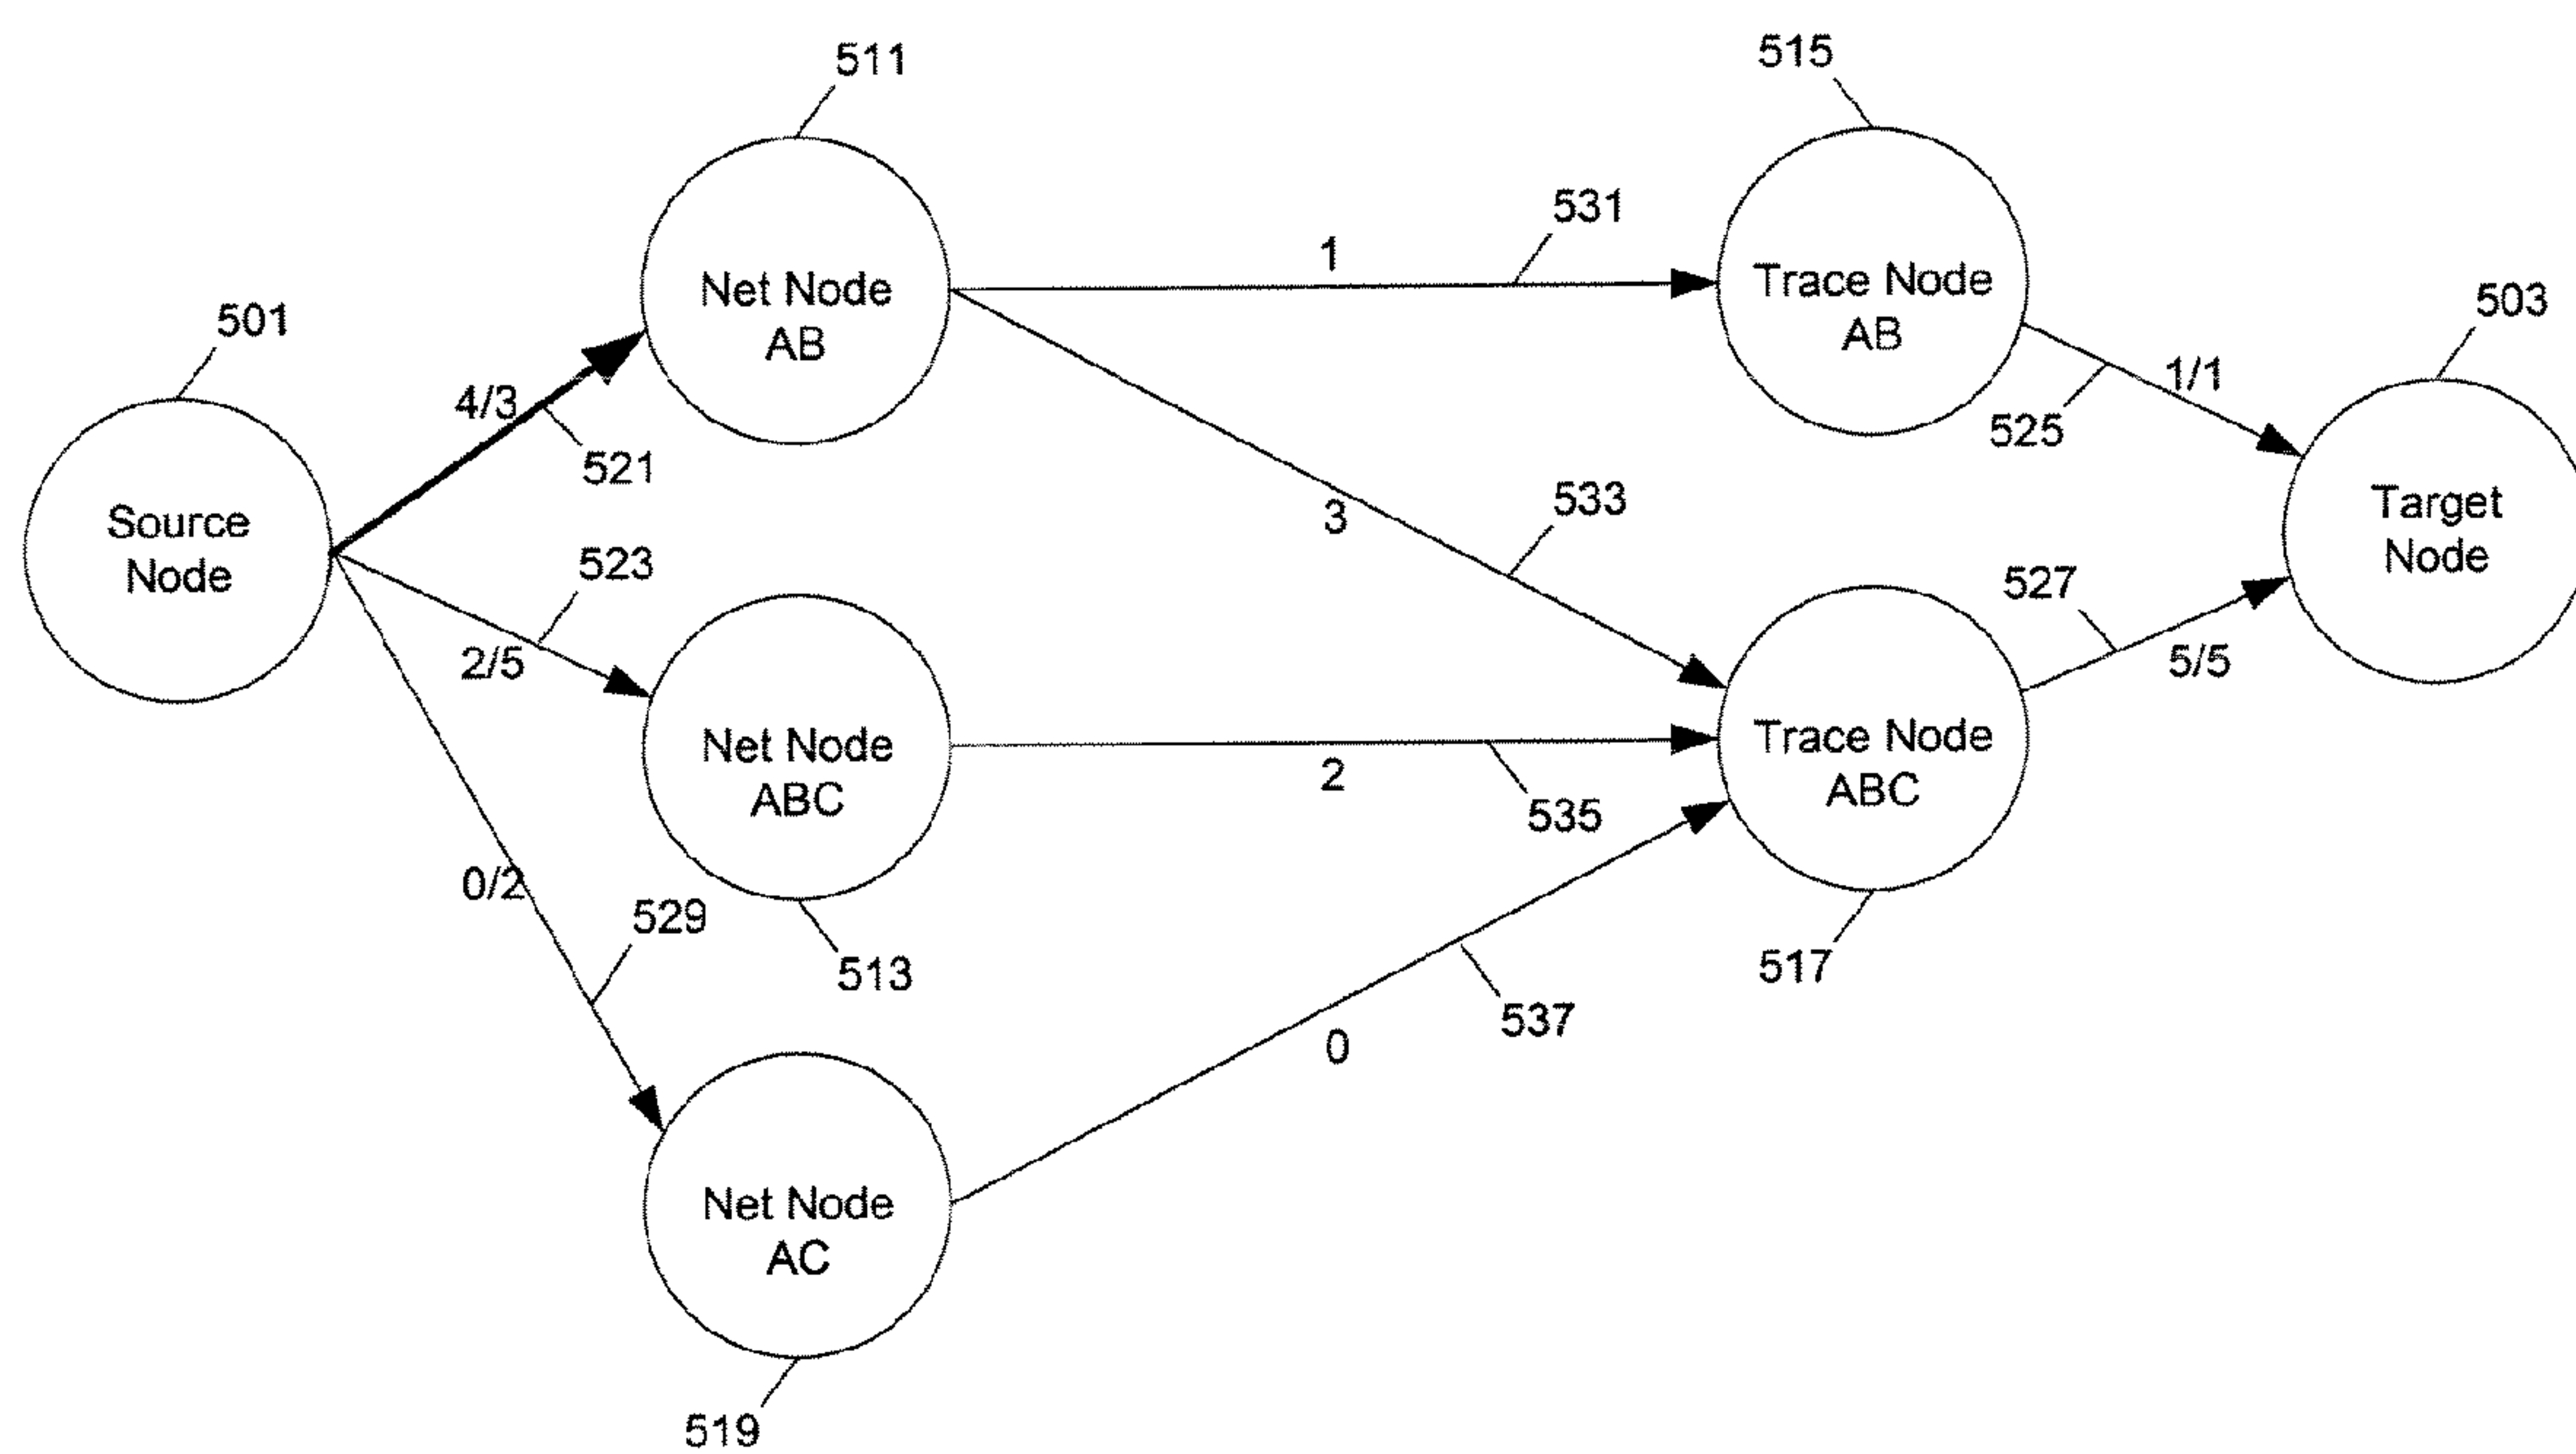 511
515
531
1
Net Node
AB
Trace Node
AB
501
503
4/3
1/1
525
521
533
3
Source
Node
Target
Node
523
527
2/5
5/5
Net Node
ABC
Trace Node
ABC
2
535
0/2
529
513
517
537
0
Net Node
AC
519